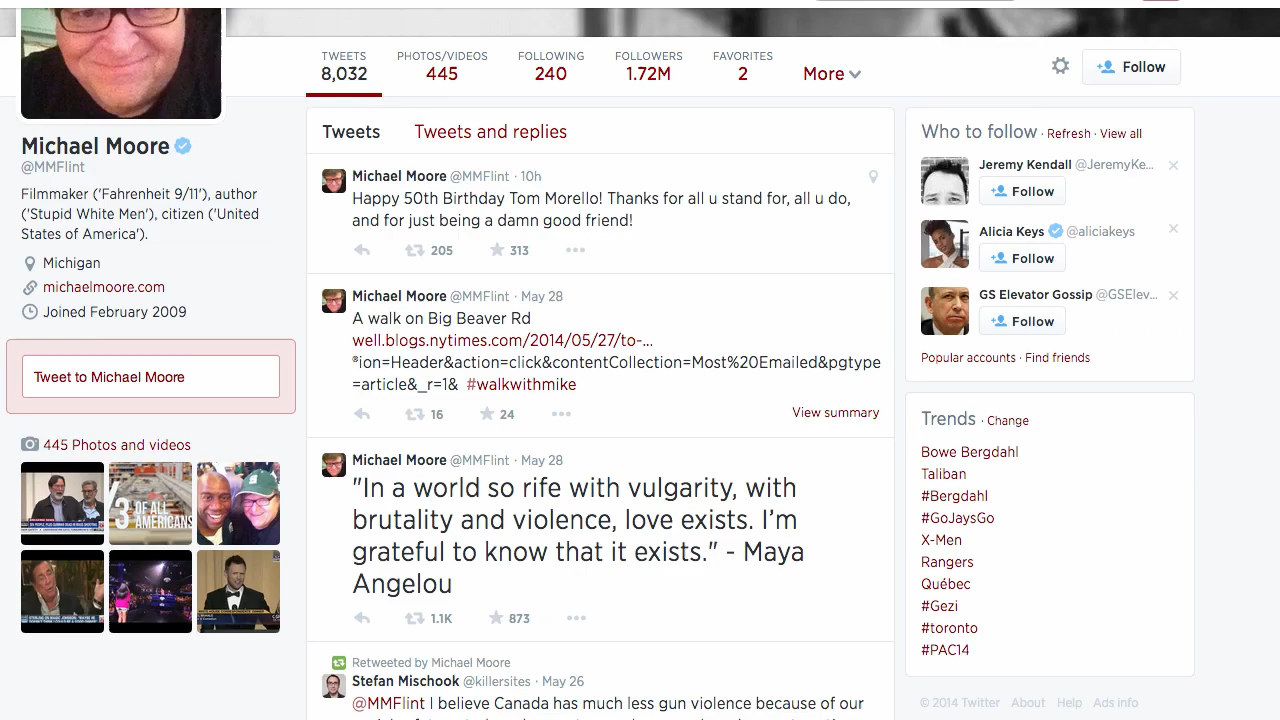 TWEETS
8,032
PHOTOS/VIDEOS
445
FOLLOWING
240
FOLLOWERS
1.72M
FAVORITES
2
More
Follow
Michael Moore
@MMFlint
Filmmaker ('Fahrenheit 9/11'), author
('Stupid White Men'), citizen ('United
States of America').
Michigan
michaelmoore.com
Joined February 2009
Tweet to Michael Moore
445 Photos and videos
/3 OF ALL
AMERICANS
Tweets
Tweets and replies
Michael Moore @MMFlint · 10h
Happy 50th Birthday Tom Morello! Thanks for all u stand for, all u do,
and for just being a damn good friend!
205 313
Michael Moore @MMFlint · May 28
A walk on Big Beaver Rd
well.blogs.nytimes.com/2014/05/27/to-…
®ion=Header&action=click&contentCollection=Most%20Emailed&pgtype
=article&_r=1& #walkwithmike
16 24
View summary
Michael Moore @MMFlint · May 28
"In a world so rife with vulgarity, with
brutality and violence, love exists. I’m
grateful to know that it exists." - Maya
Angelou
1.1K 873
Retweeted by Michael Moore
Stefan Mischook @killersites · May 26
@MMFlint I believe Canada has much less gun violence because of our
Who to follow · Refresh · View all
Jeremy Kendall @JeremyKe...
Follow
Alicia Keys @aliciakeys
Follow
GS Elevator Gossip @GSElev...
Follow
Popular accounts · Find friends
Trends · Change
Bowe Bergdahl
Taliban
#Bergdahl
#GoJaysGo
X-Men
Rangers
Québec
#Gezi
#toronto
#PAC14
© 2014 Twitter About Help Ads info